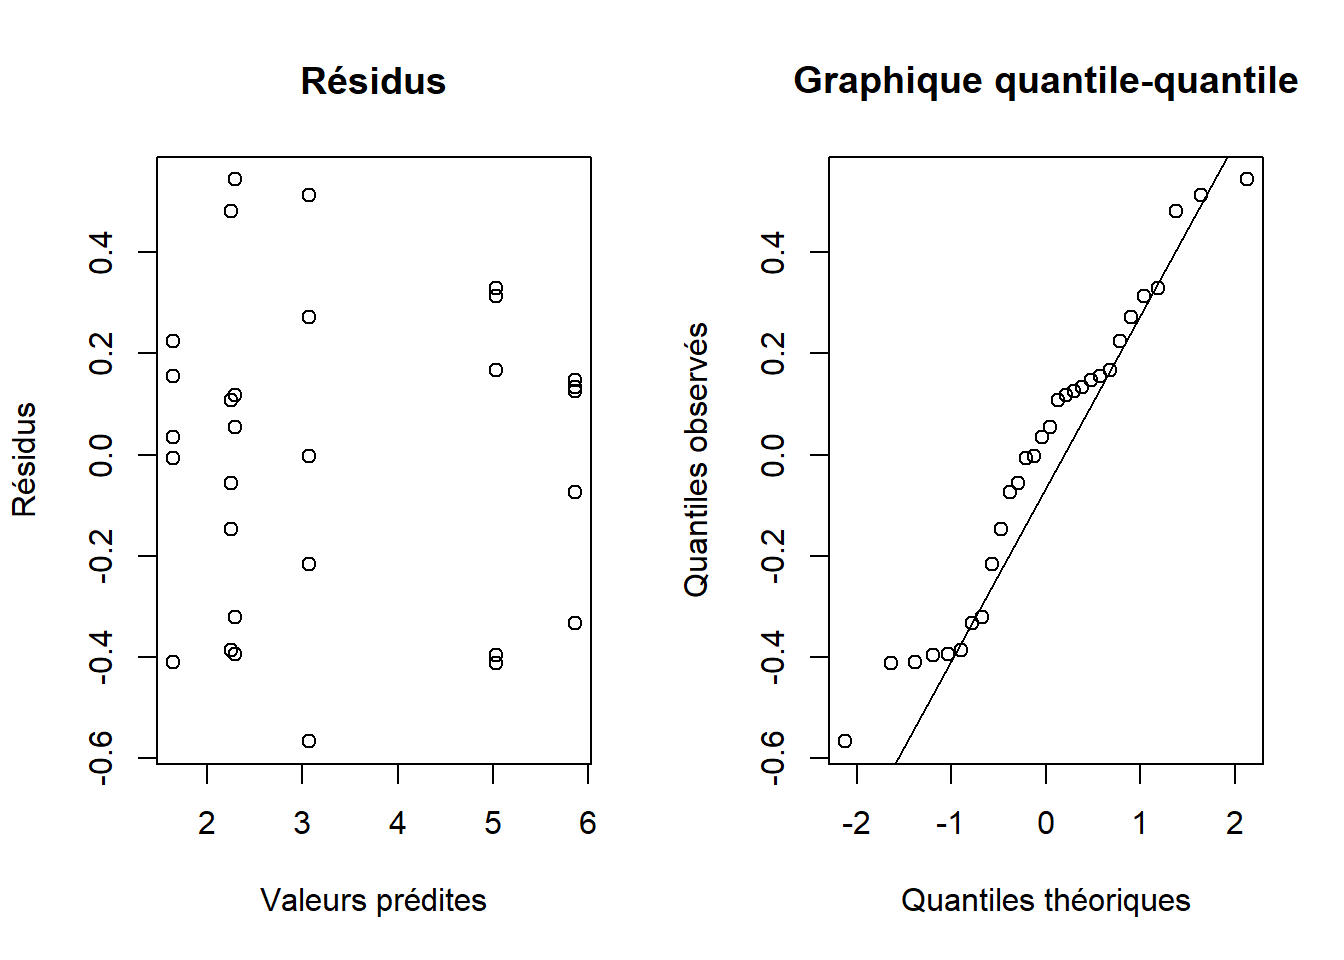 Résidus
Résidus
0.4
0.2
0.0
-0.2
-0.4
-0.6
2 3 4 5 6
Valeurs prédites
Graphique quantile-quantile
Quantiles observés
0.4
0.2
0.0
-0.2
-0.4
-0.6
-2 -1 0 1 2
Quantiles théoriques